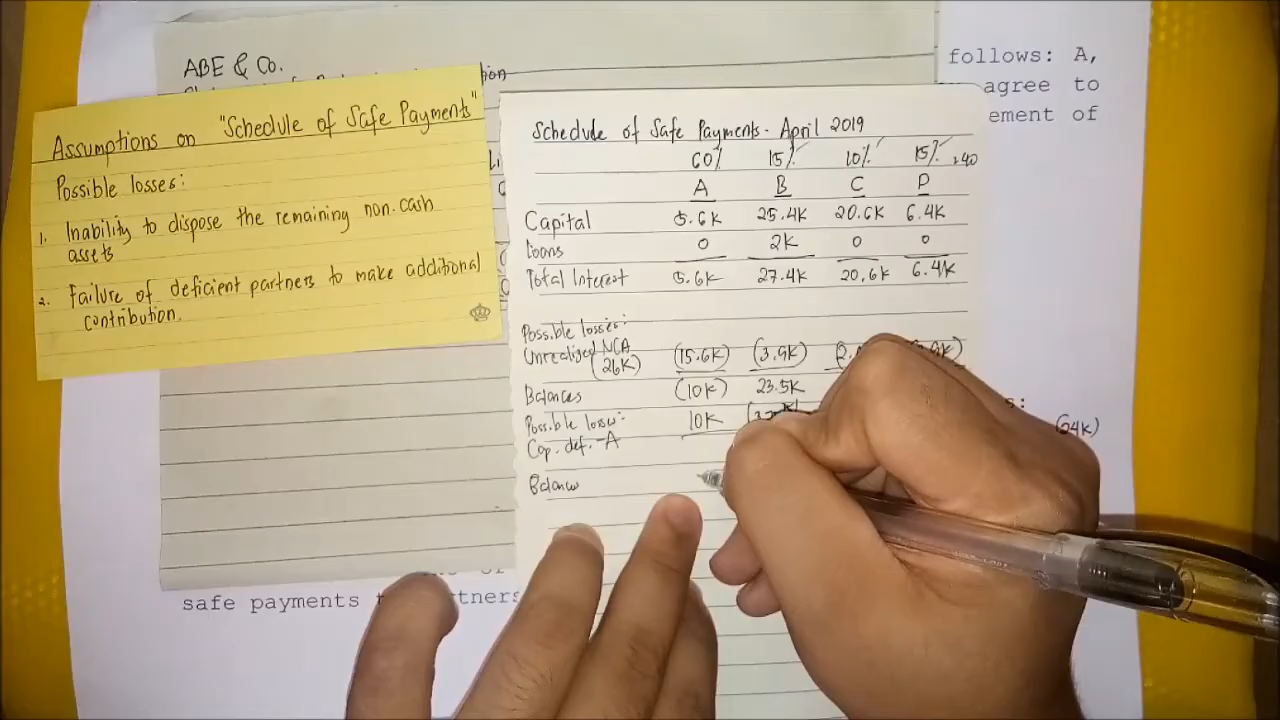 follows: A,
agree to
ement of
ABE & Co.
Assumptions on "Schedule of Safe Payments"
Possible losses:
1. Inability to dispose the remaining non-cash
assets
2. Failure of deficient partners to make additional
contribution.
Schedule of Safe Payments - April 2019
60% 15% 10% 15% .40
A B C D
Capital 5.6K 25.4K 20.6K 6.4K
Loans 0 2K 0 0
Total Interest 5.6K 27.4K 20.6K 6.4K
Possible losses:
Unrealized NCA (15.6K) (3.9K)
(26K)
Balances (10K) 23.5K
Possible losses: 10K
Cap. def. - A
(64K)
Balance
safe payments